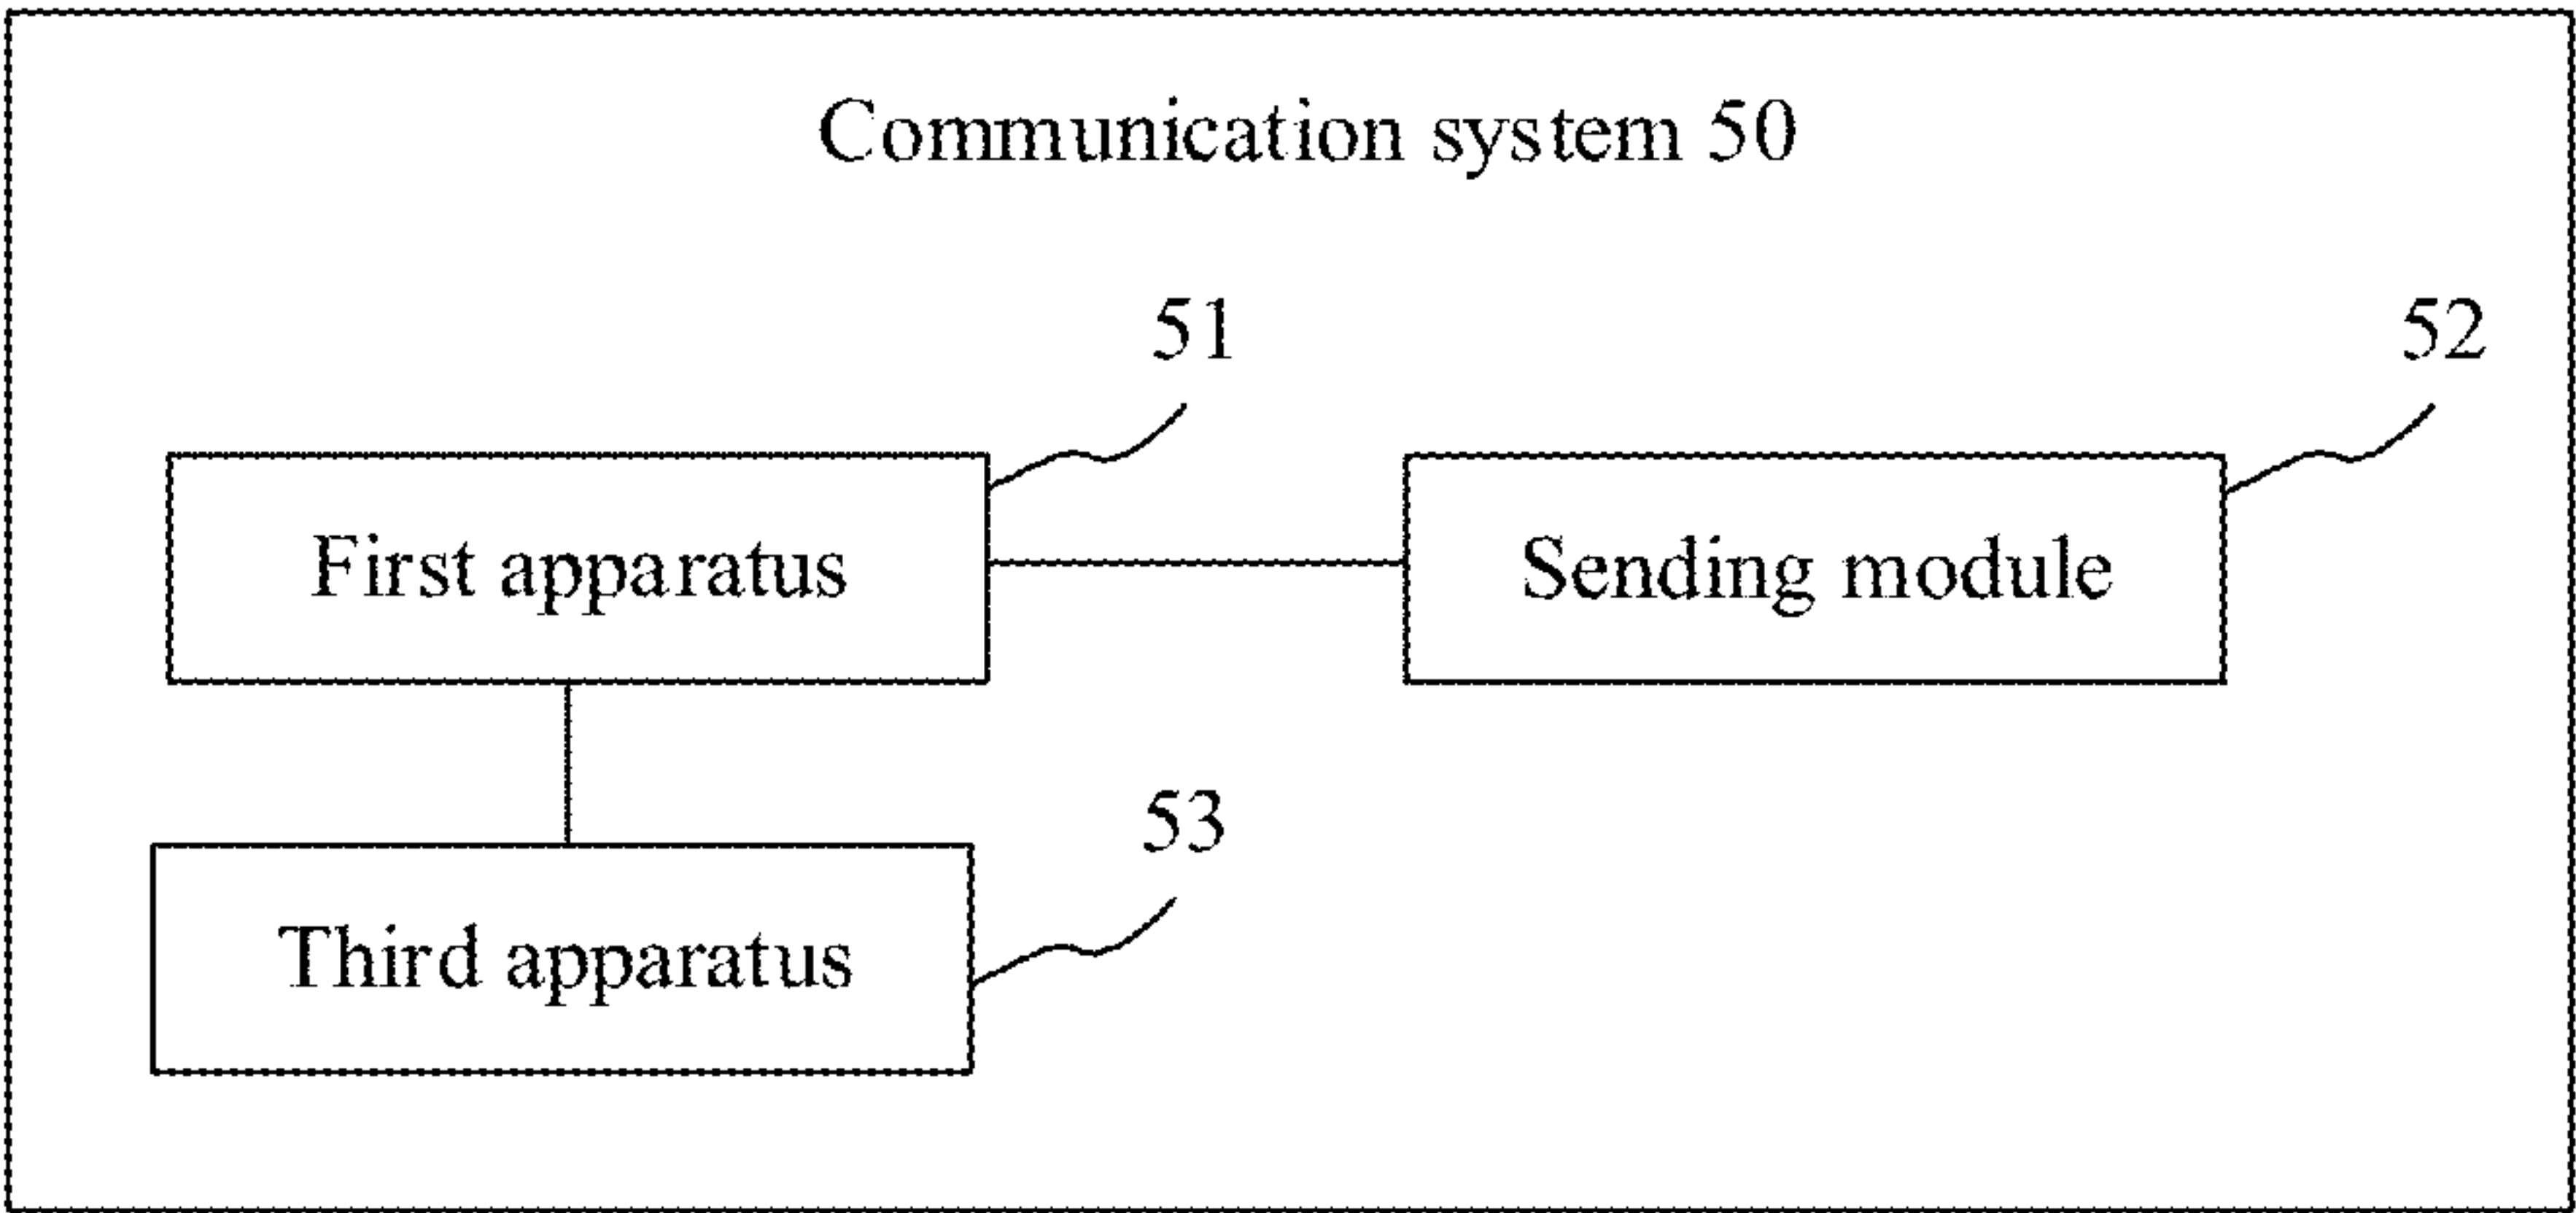 Communication system 50
51
52
First apparatus
Sending module
53
Third apparatus